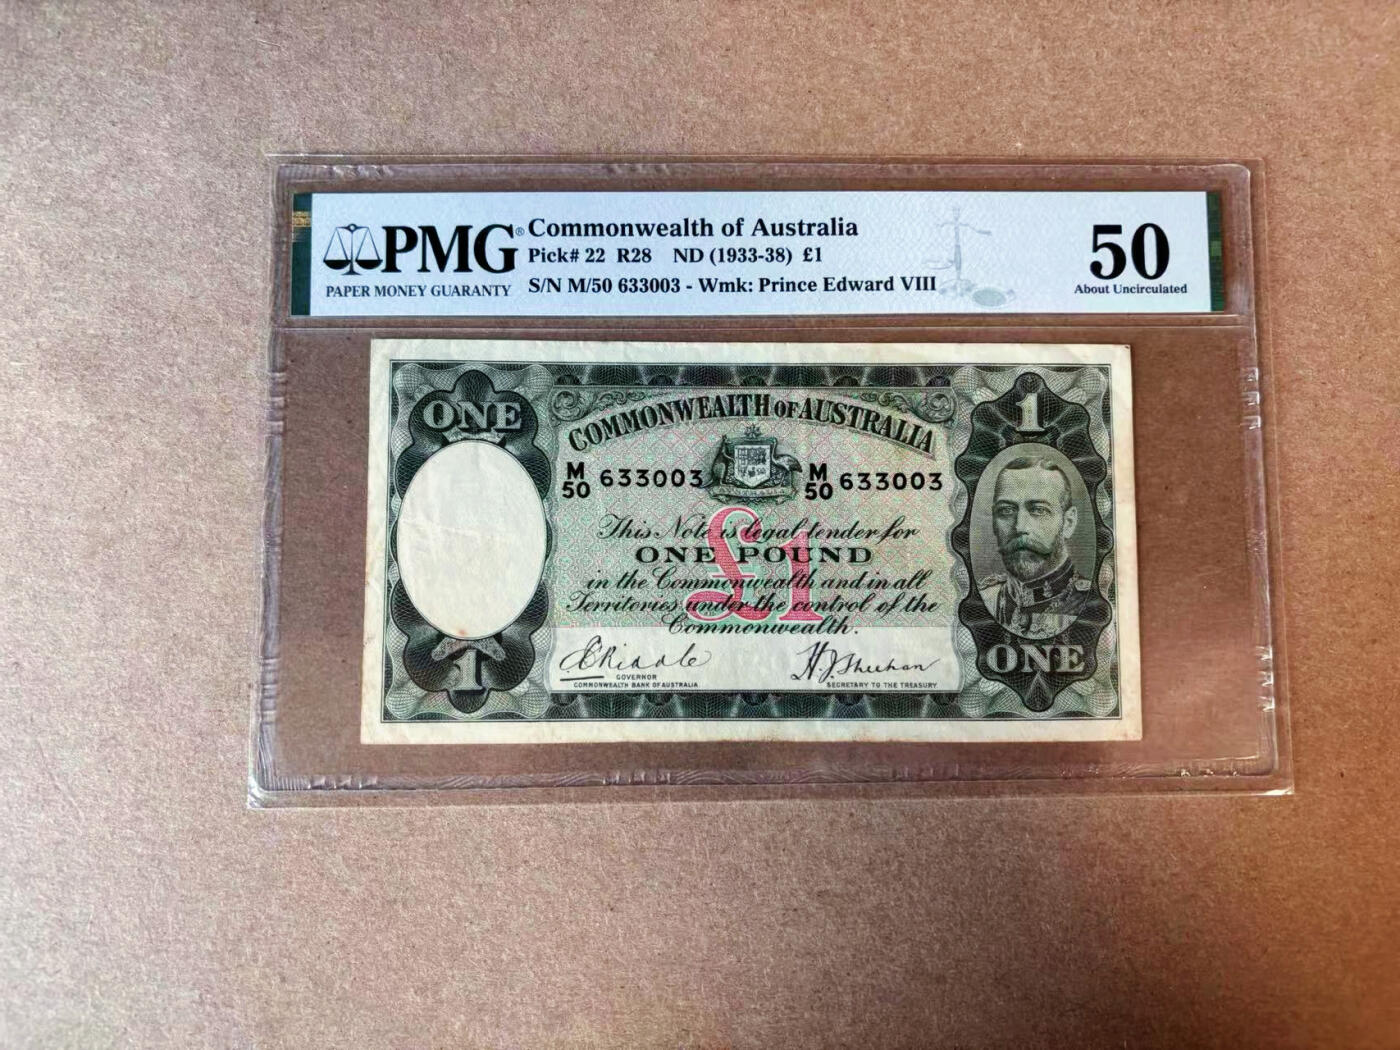 PMG®
PAPER MONEY GUARANTY
Commonwealth of Australia
Pick# 22 R28 ND (1933-38) £1
S/N M/50 633003 - Wmk: Prince Edward VIII
50
About Uncirculated
ONE
COMMONWEALTH OF AUSTRALIA
1
M/50 633003
M/50 633003
£1
This Note is legal tender for
ONE POUND
in the Commonwealth and in all
Territories under the control of the
Commonwealth.
1
ONE
E Riddle
GOVERNOR
COMMONWEALTH BANK OF AUSTRALIA
H.J. Sheehan
SECRETARY TO THE TREASURY